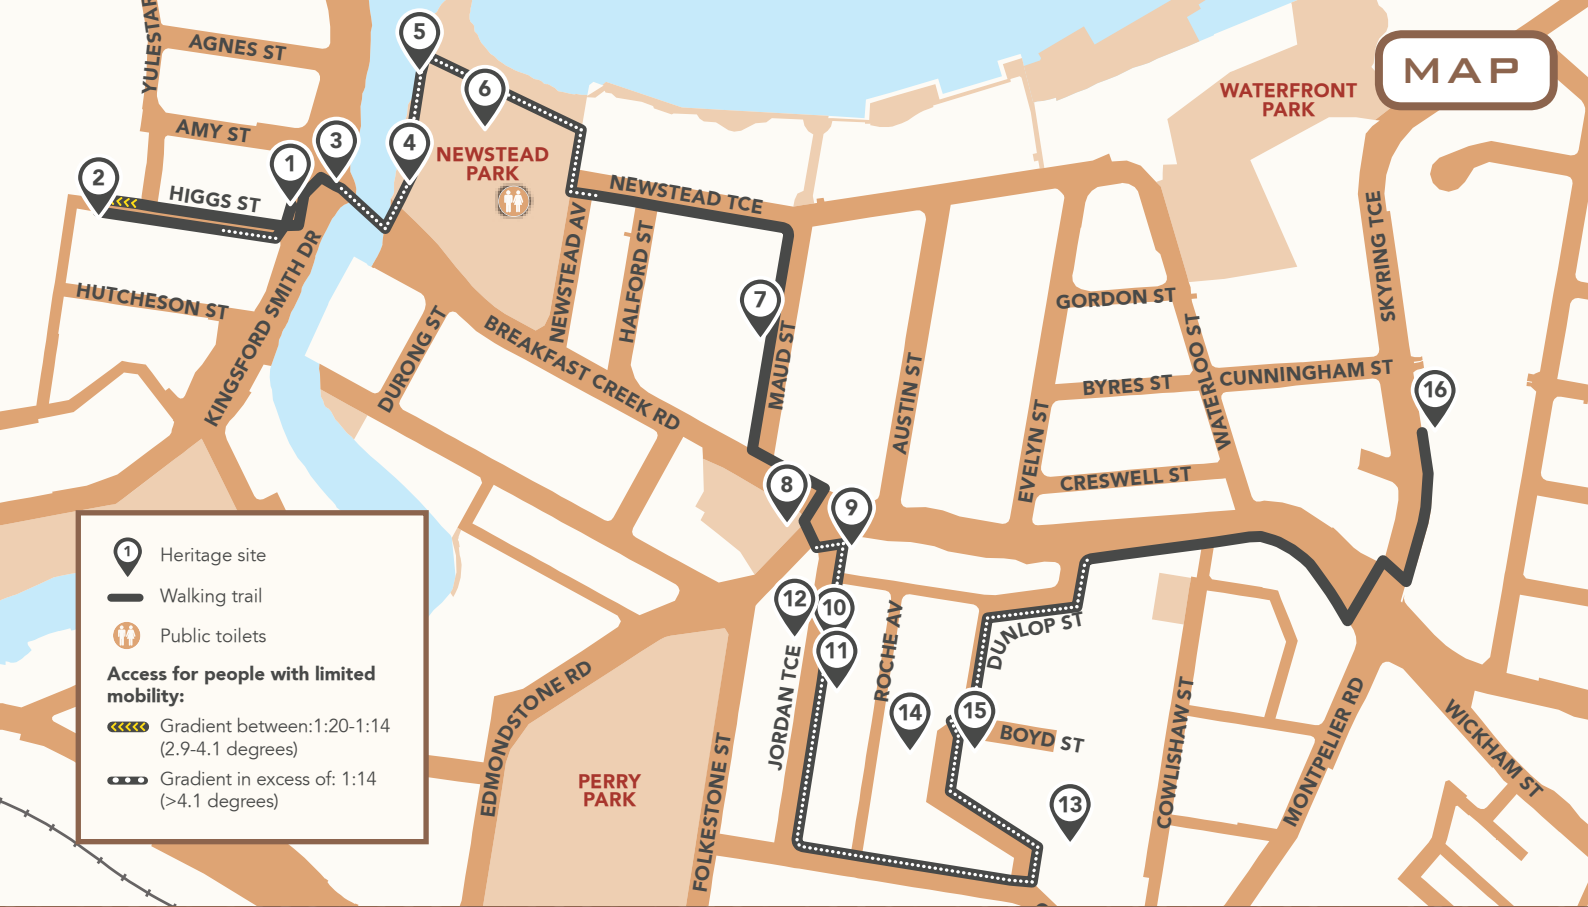 MAP
YULESTAR
AGNES ST
AMY ST
HIGGS ST
HUTCHESON ST
KINGSFORD SMITH DR
1
2
3
4
5
6
NEWSTEAD
PARK
NEWSTEAD TCE
NEWSTEAD AV
HALFORD ST
DURONG ST
BREAKFAST CREEK RD
7
MAUD ST
8
9
AUSTIN ST
EVELYN ST
WATERFRONT
PARK
GORDON ST
BYRES ST
CRESWELL ST
WATERLOO ST
CUNNINGHAM ST
SKYRING TCE
16
12
10
11
JORDAN TCE
ROCHE AV
DUNLOP ST
14
15
BOYD ST
13
COWLISHAW ST
MONTPELIER RD
WICKHAM ST
EDMONDSTONE RD
FOLKESTONE ST
PERRY
PARK
1
Heritage site
Walking trail
Public toilets
Access for people with limited
mobility:
Gradient between:1:20-1:14
(2.9-4.1 degrees)
Gradient in excess of: 1:14
(>4.1 degrees)